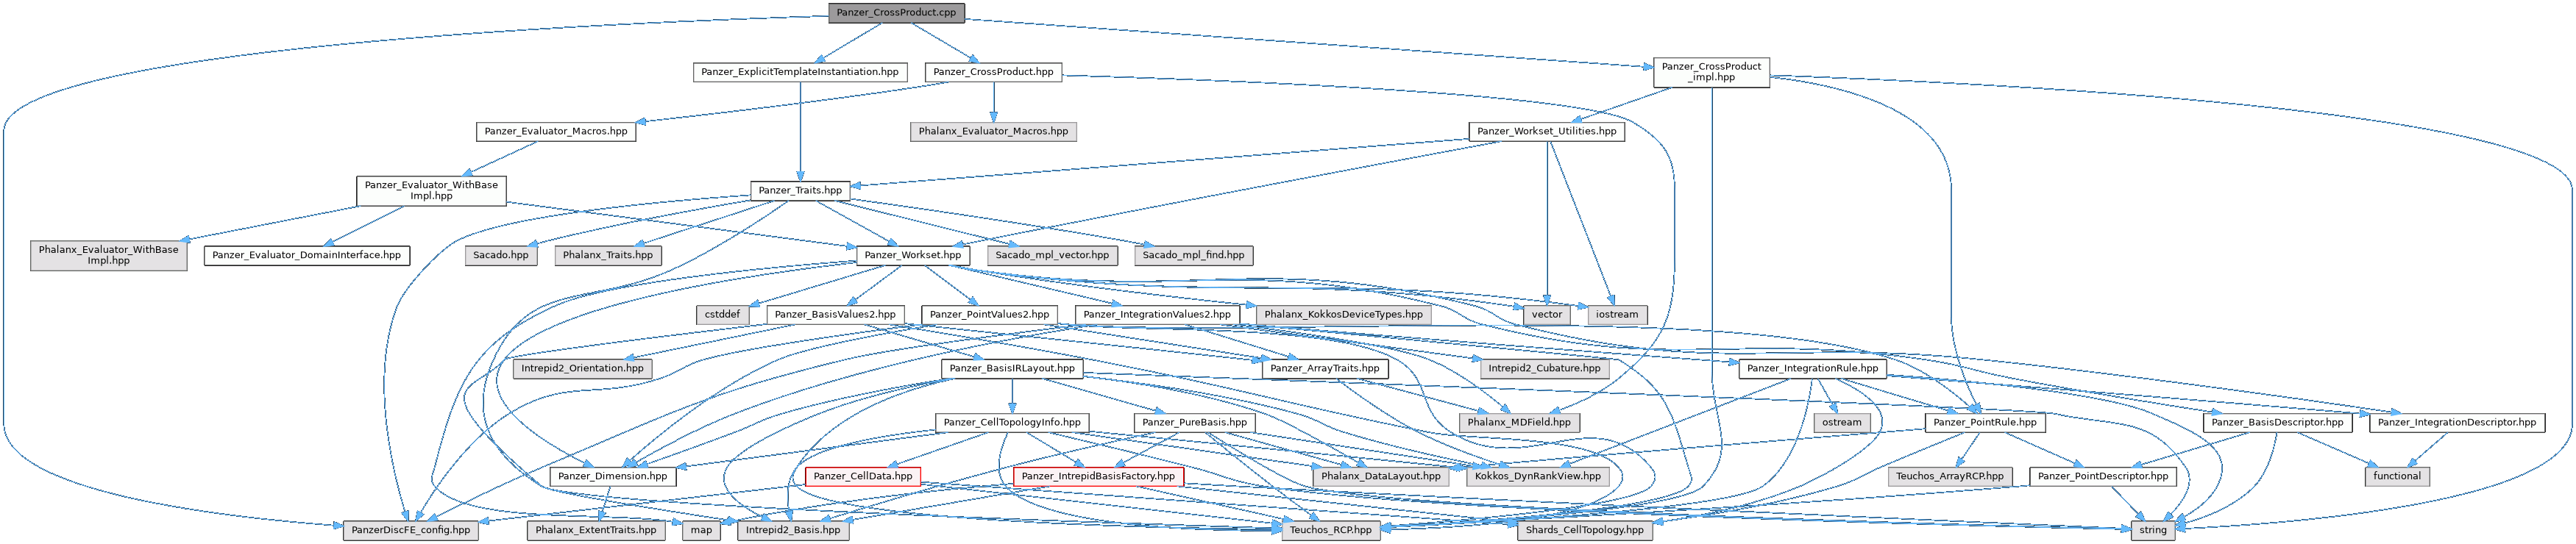 Panzer_CrossProduct.cpp
Panzer_ExplicitTemplateInstantiation.hpp
Panzer_CrossProduct.hpp
Panzer_CrossProduct
_impl.hpp
Panzer_Evaluator_Macros.hpp
Phalanx_Evaluator_Macros.hpp
Panzer_Workset_Utilities.hpp
Panzer_Evaluator_WithBase
Impl.hpp
Panzer_Traits.hpp
Phalanx_Evaluator_WithBase
Impl.hpp
Panzer_Evaluator_DomainInterface.hpp
Sacado.hpp
Phalanx_Traits.hpp
Panzer_Workset.hpp
Sacado_mpl_vector.hpp
Sacado_mpl_find.hpp
cstddef
Panzer_BasisValues2.hpp
Panzer_PointValues2.hpp
Panzer_IntegrationValues2.hpp
Phalanx_KokkosDeviceTypes.hpp
vector
iostream
Intrepid2_Orientation.hpp
Panzer_BasisIRLayout.hpp
Panzer_ArrayTraits.hpp
Intrepid2_Cubature.hpp
Panzer_IntegrationRule.hpp
Panzer_CellTopologyInfo.hpp
Panzer_PureBasis.hpp
Phalanx_MDField.hpp
ostream
Panzer_PointRule.hpp
Panzer_BasisDescriptor.hpp
Panzer_IntegrationDescriptor.hpp
Panzer_Dimension.hpp
Panzer_CellData.hpp
Panzer_IntrepidBasisFactory.hpp
Phalanx_DataLayout.hpp
Kokkos_DynRankView.hpp
Teuchos_ArrayRCP.hpp
Panzer_PointDescriptor.hpp
functional
PanzerDiscFE_config.hpp
Phalanx_ExtentTraits.hpp
map
Intrepid2_Basis.hpp
Teuchos_RCP.hpp
Shards_CellTopology.hpp
string